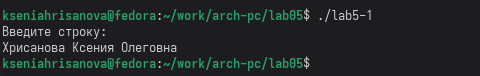 kseniahrisanova@fedora:~/work/arch-pc/lab05$ ./lab5-1
Введите строку:
Хрисанова Ксения Олеговна
kseniahrisanova@fedora:~/work/arch-pc/lab05$